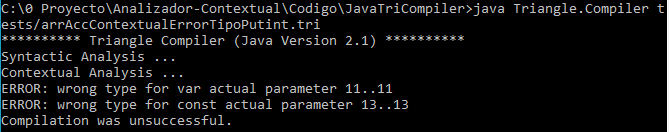 C:\0 Proyecto\Analizador-Contextual\Codigo\JavaTriCompiler>java Triangle.Compiler t
ests/arrAccContextualErrorTipoPutint.tri
********** Triangle Compiler (Java Version 2.1) **********
Syntactic Analysis ...
Contextual Analysis ...
ERROR: wrong type for var actual parameter 11..11
ERROR: wrong type for const actual parameter 13..13
Compilation was unsuccessful.